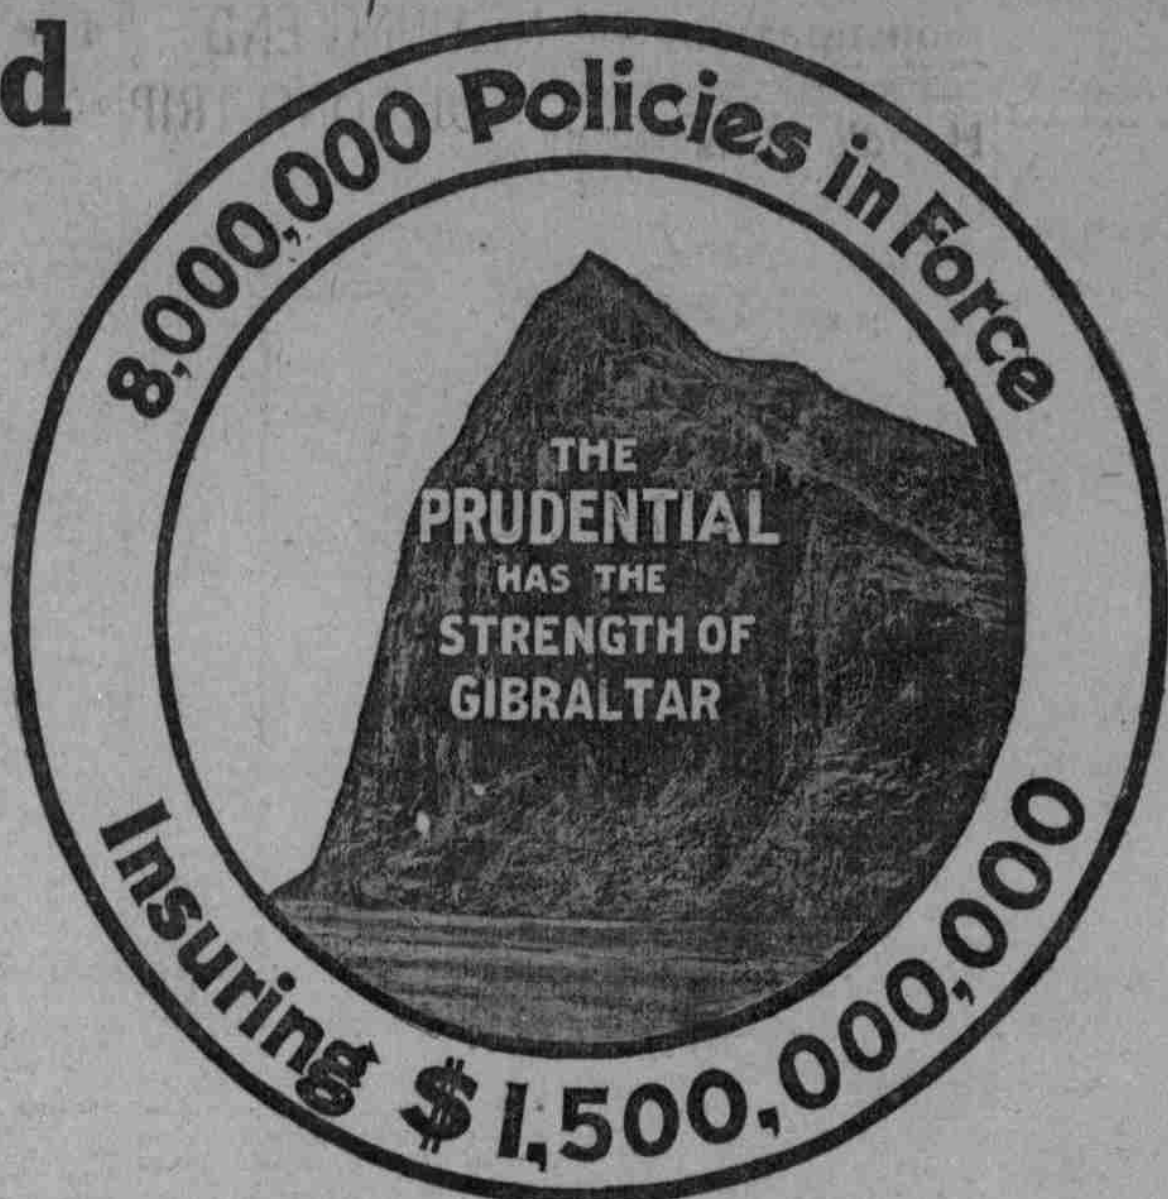 d
8,000,000 Policies in Force
THE
PRUDENTIAL
HAS THE
STRENGTH OF
GIBRALTAR
Insuring $1,500,000,000